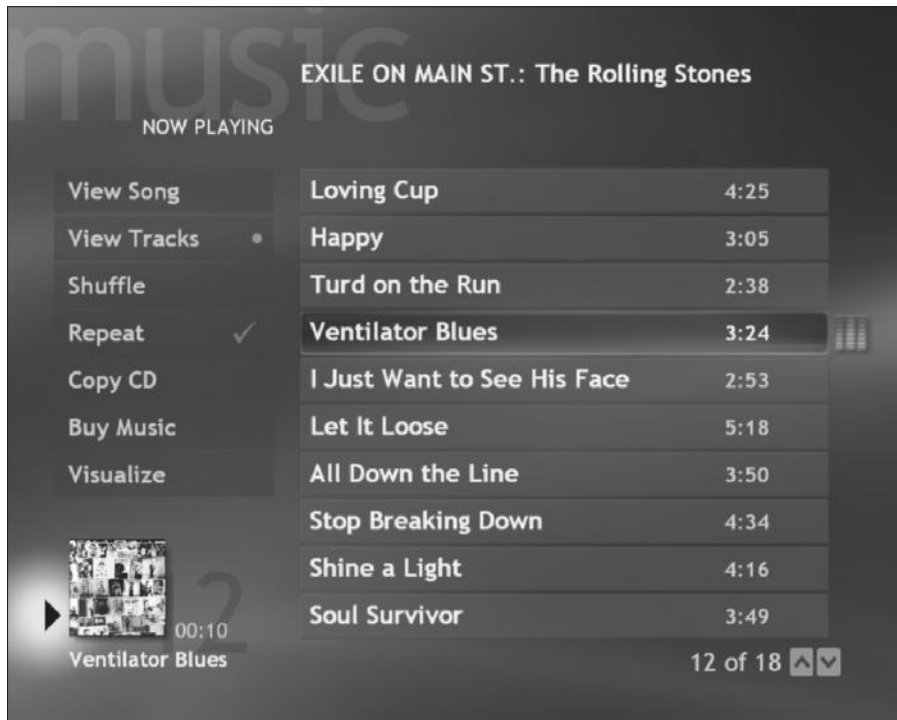 music
EXILE ON MAIN ST.: The Rolling Stones
NOW PLAYING
View Song
View Tracks
Shuffle
Repeat
Copy CD
Buy Music
Visualize
Loving Cup 4:25
Happy 3:05
Turd on the Run 2:38
Ventilator Blues 3:24
I Just Want to See His Face 2:53
Let It Loose 5:18
All Down the Line 3:50
Stop Breaking Down 4:34
Shine a Light 4:16
Soul Survivor 3:49
12
00:10
Ventilator Blues
12 of 18